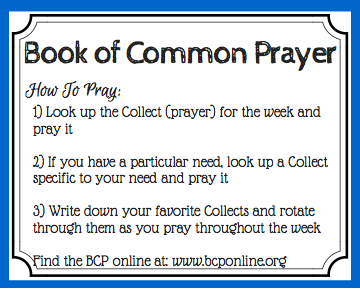 Book of Common Prayer
How To Pray:
1) Look up the Collect (prayer) for the week and
pray it
2) If you have a particular need, look up a Collect
specific to your need and pray it
3) Write down your favorite Collects and rotate
through them as you pray throughout the week
Find the BCP online at: www.bcponline.org